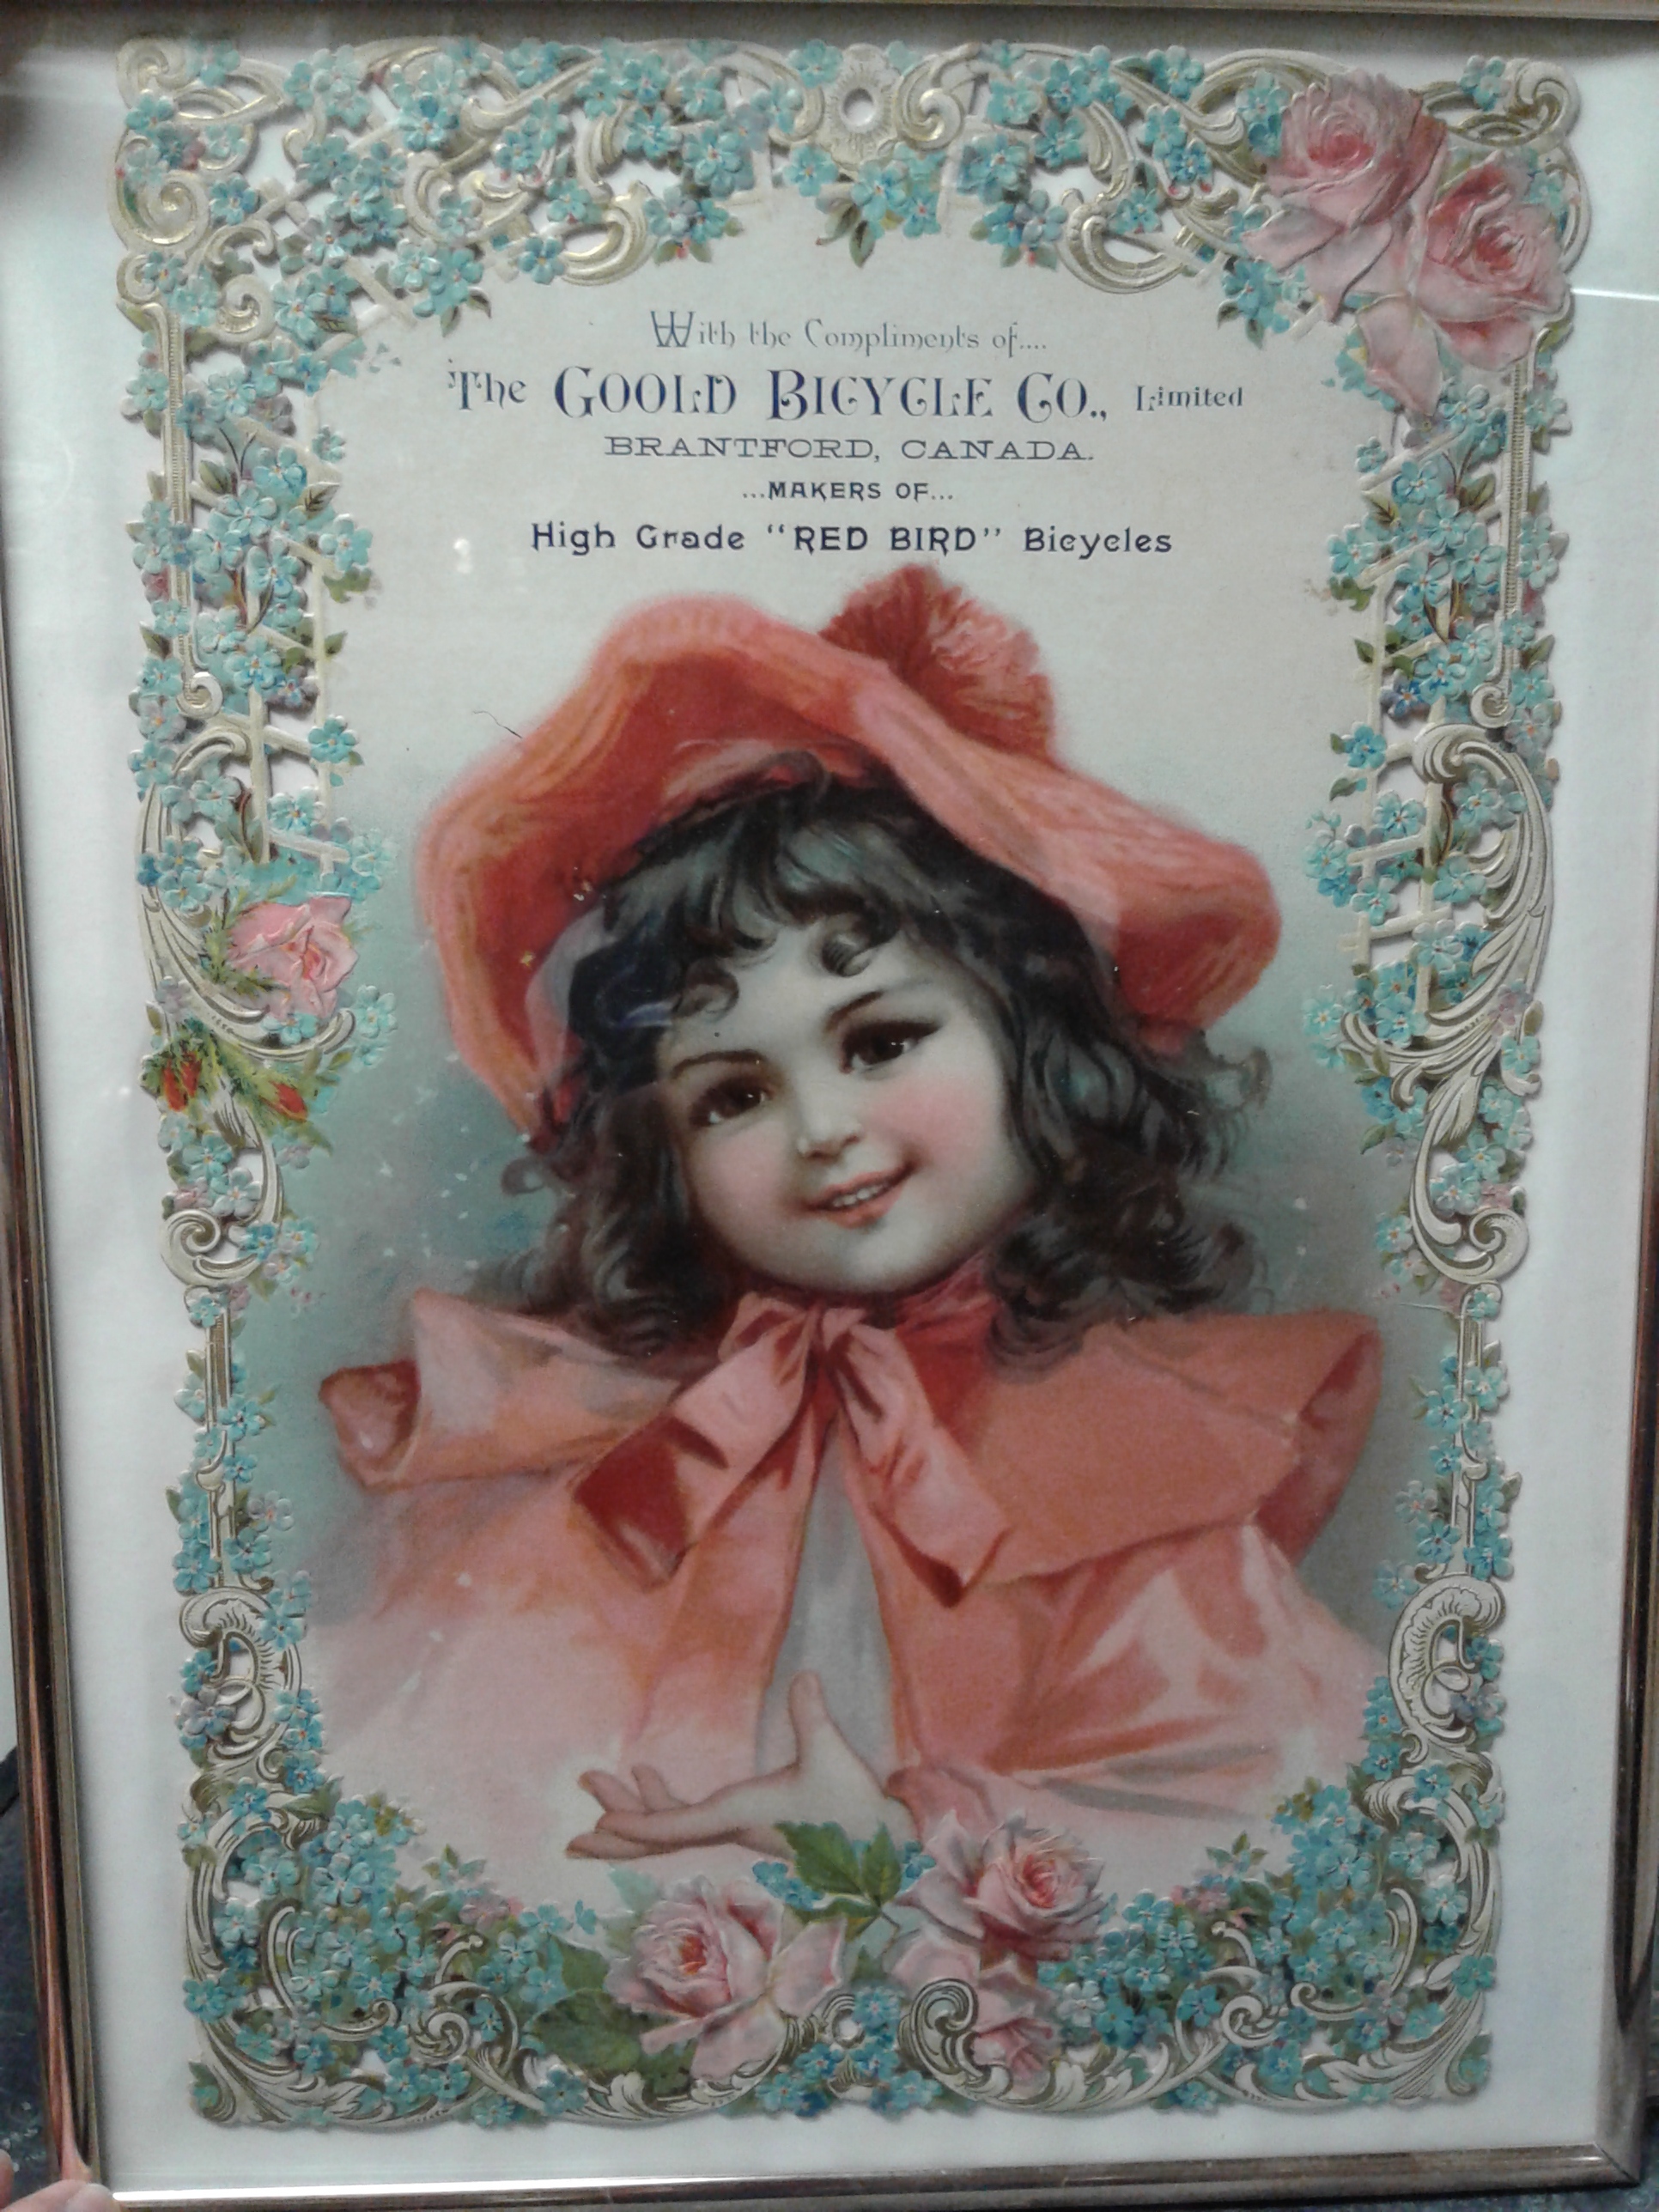 With the Compliments of....
The GOOLD BICYCLE CO., Limited
BRANTFORD, CANADA.
...MAKERS OF...
High Grade "RED BIRD" Bicycles